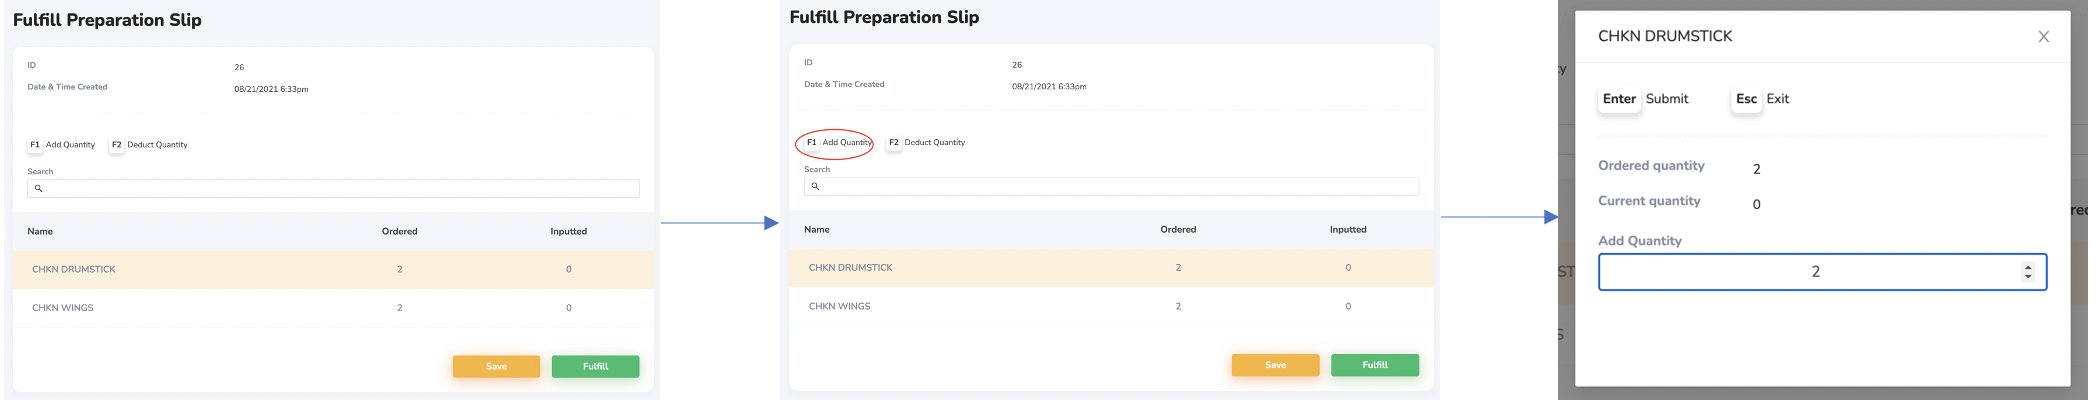 Fulfill Preparation Slip
ID 26
Date & Time Created 08/21/2021 6:33pm
F1 Add Quantity F2 Deduct Quantity
Search
Name Ordered Inputted
CHKN DRUMSTICK 2 0
CHKN WINGS 2 0
Save Fulfill
Fulfill Preparation Slip
ID 26
Date & Time Created 08/21/2021 6:33pm
F1 Add Quantity F2 Deduct Quantity
Search
Name Ordered Inputted
CHKN DRUMSTICK 2 0
CHKN WINGS 2 0
Save Fulfill
CHKN DRUMSTICK X
Enter Submit Esc Exit
Ordered quantity 2
Current quantity 0
Add Quantity
2